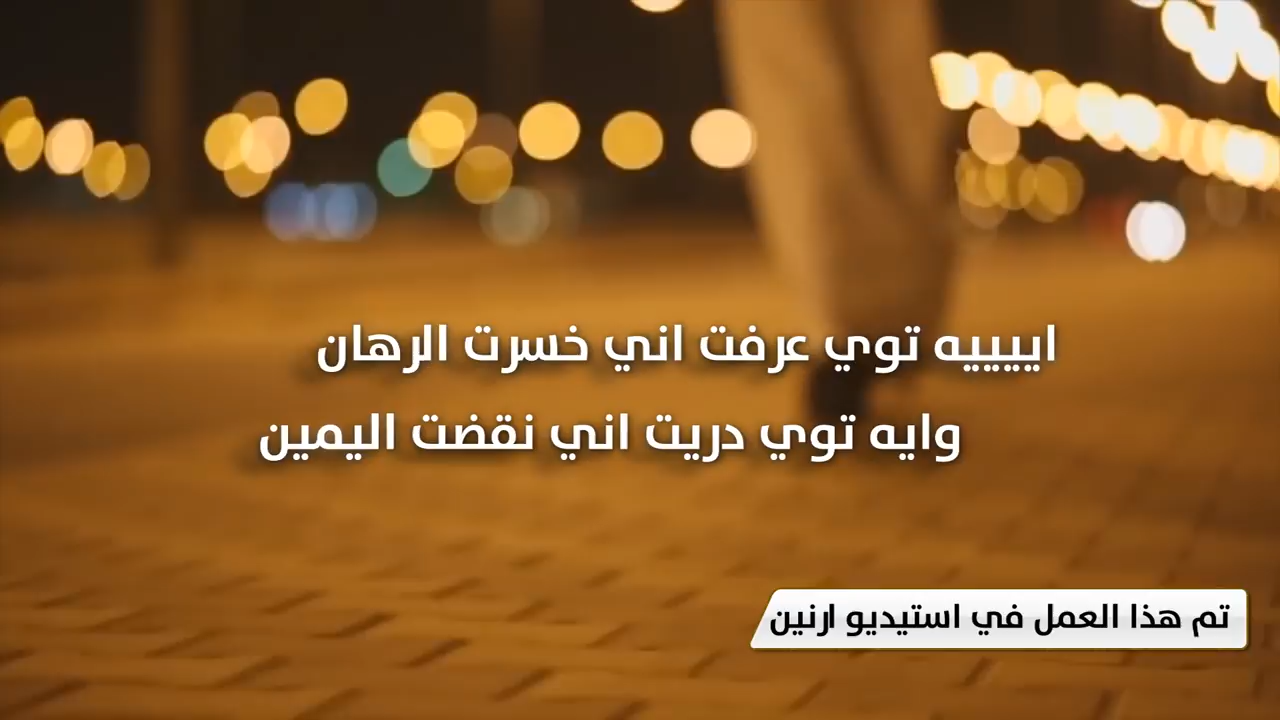 اييييه توي عرفت اني خسرت الرهان
وايه توي دريت اني نقضت اليمين
تم هذا العمل في استيديو ارنين